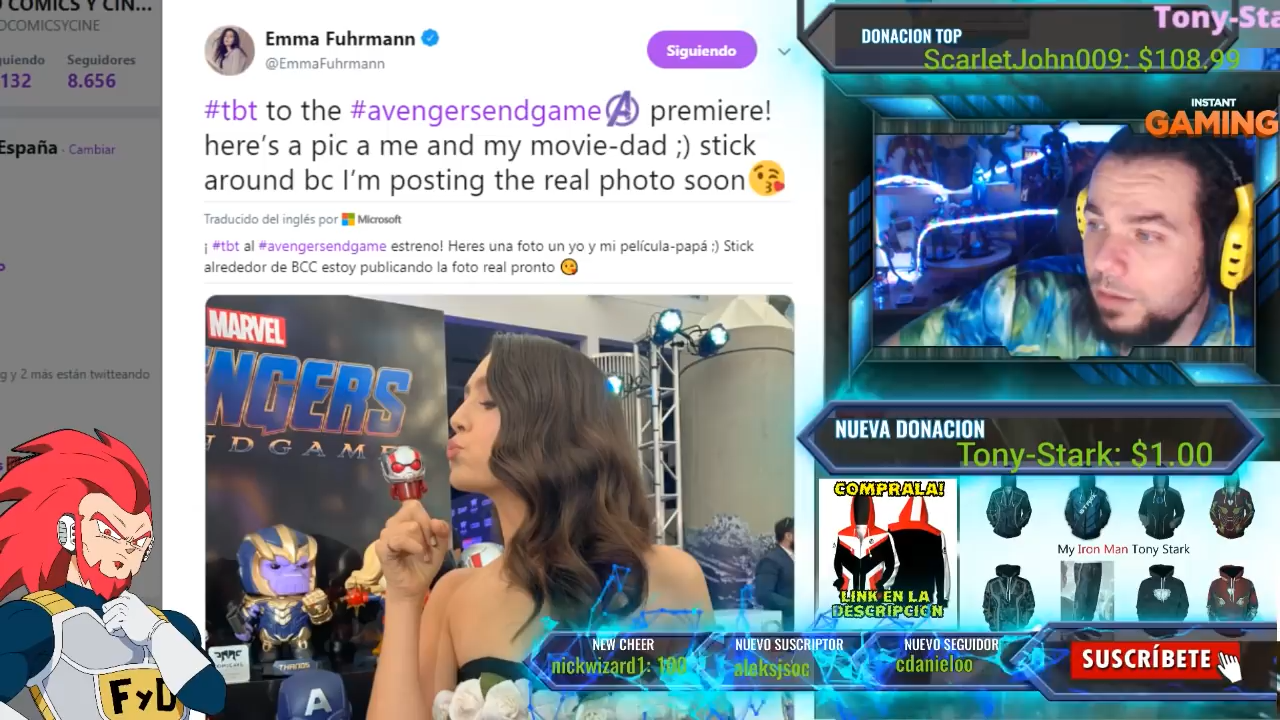 COMICS Y CIN...
OCOMICSYCINE
guiendo
Seguidores
132
8.656
España · Cambiar
g y 2 más están twitteando
Emma Fuhrmann
@EmmaFuhrmann
Siguiendo
#tbt to the #avengersendgame premiere!
here's a pic a me and my movie-dad ;) stick
around bc I'm posting the real photo soon😘
Traducido del inglés por Microsoft
¡ #tbt al #avengersendgame estreno! Heres una foto un yo y mi película-papá ;) Stick
alrededor de BCC estoy publicando la foto real pronto 😘
MARVEL
NGERS
NDGAME
THANOS
A
FyD
Tony-Sta
DONACION TOP
ScarletJohn009: $108.99
INSTANT
GAMING
NUEVA DONACION
Tony-Stark: $1.00
COMPRALA!
LINK EN LA
DESCRIPCION
My Iron Man Tony Stark
NEW CHEER
nickwizard1: 100
NUEVO SUSCRIPTOR
aleksjsoc
NUEVO SEGUIDOR
cdanieloo
SUSCRÍBETE